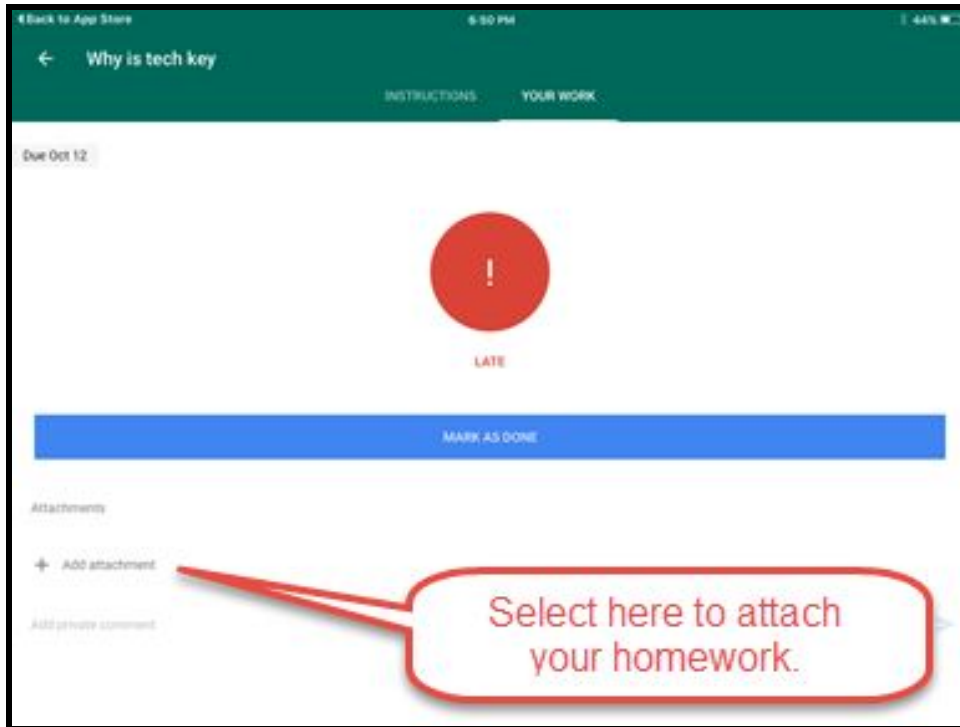 Back to App Store 6:50 PM 44%
Why is tech key
INSTRUCTIONS YOUR WORK
Due Oct 12
!
LATE
MARK AS DONE
Attachments
+ Add attachment
Add private comment
Select here to attach
your homework.